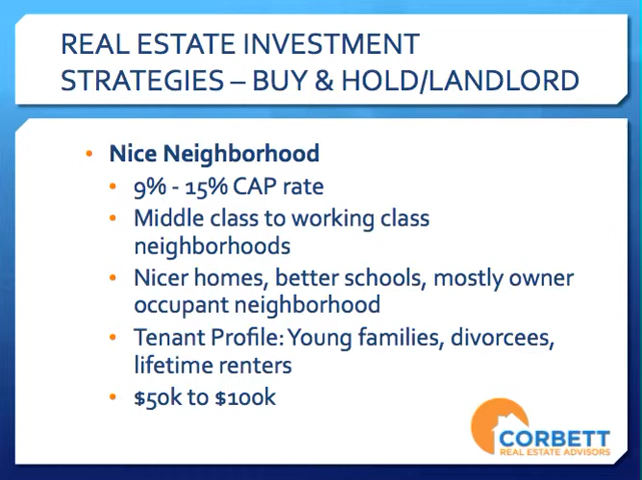 REAL ESTATE INVESTMENT
STRATEGIES – BUY & HOLD/LANDLORD
• Nice Neighborhood
• 9% - 15% CAP rate
• Middle class to working class
neighborhoods
• Nicer homes, better schools, mostly owner
occupant neighborhood
• Tenant Profile: Young families, divorcees,
lifetime renters
• $50k to $100k
CORBETT
REAL ESTATE ADVISORS